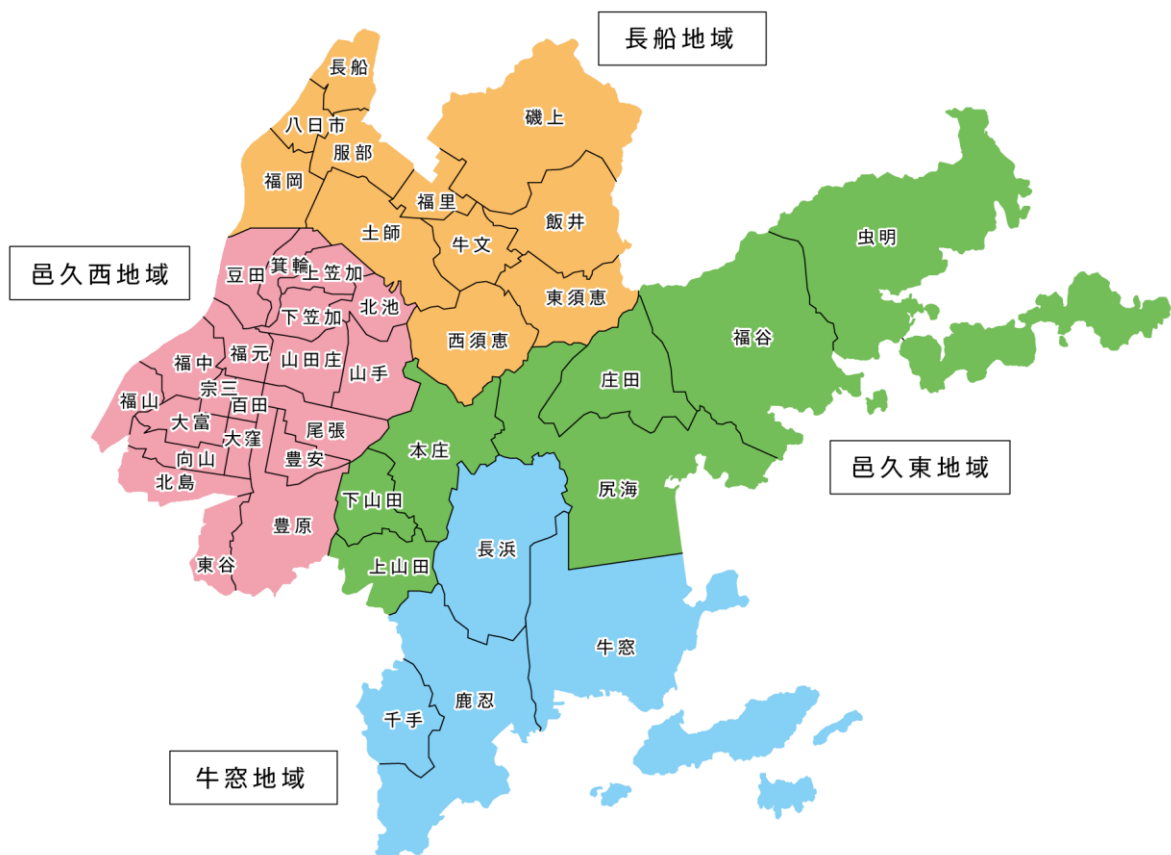 長船地域
長船
磯上
八日市
服部
福岡
福里
土師
牛文
飯井
虫明
邑久西地域
豆田
箕輪
上笠加
東須恵
北池
下笠加
西須恵
福谷
福中
福元
山田庄
山手
庄田
宗三
福山
百田
大富
尾張
大窪
本庄
豊安
向山
邑久東地域
北島
尻海
下山田
豊原
長浜
東谷
上山田
牛窓
鹿忍
千手
牛窓地域